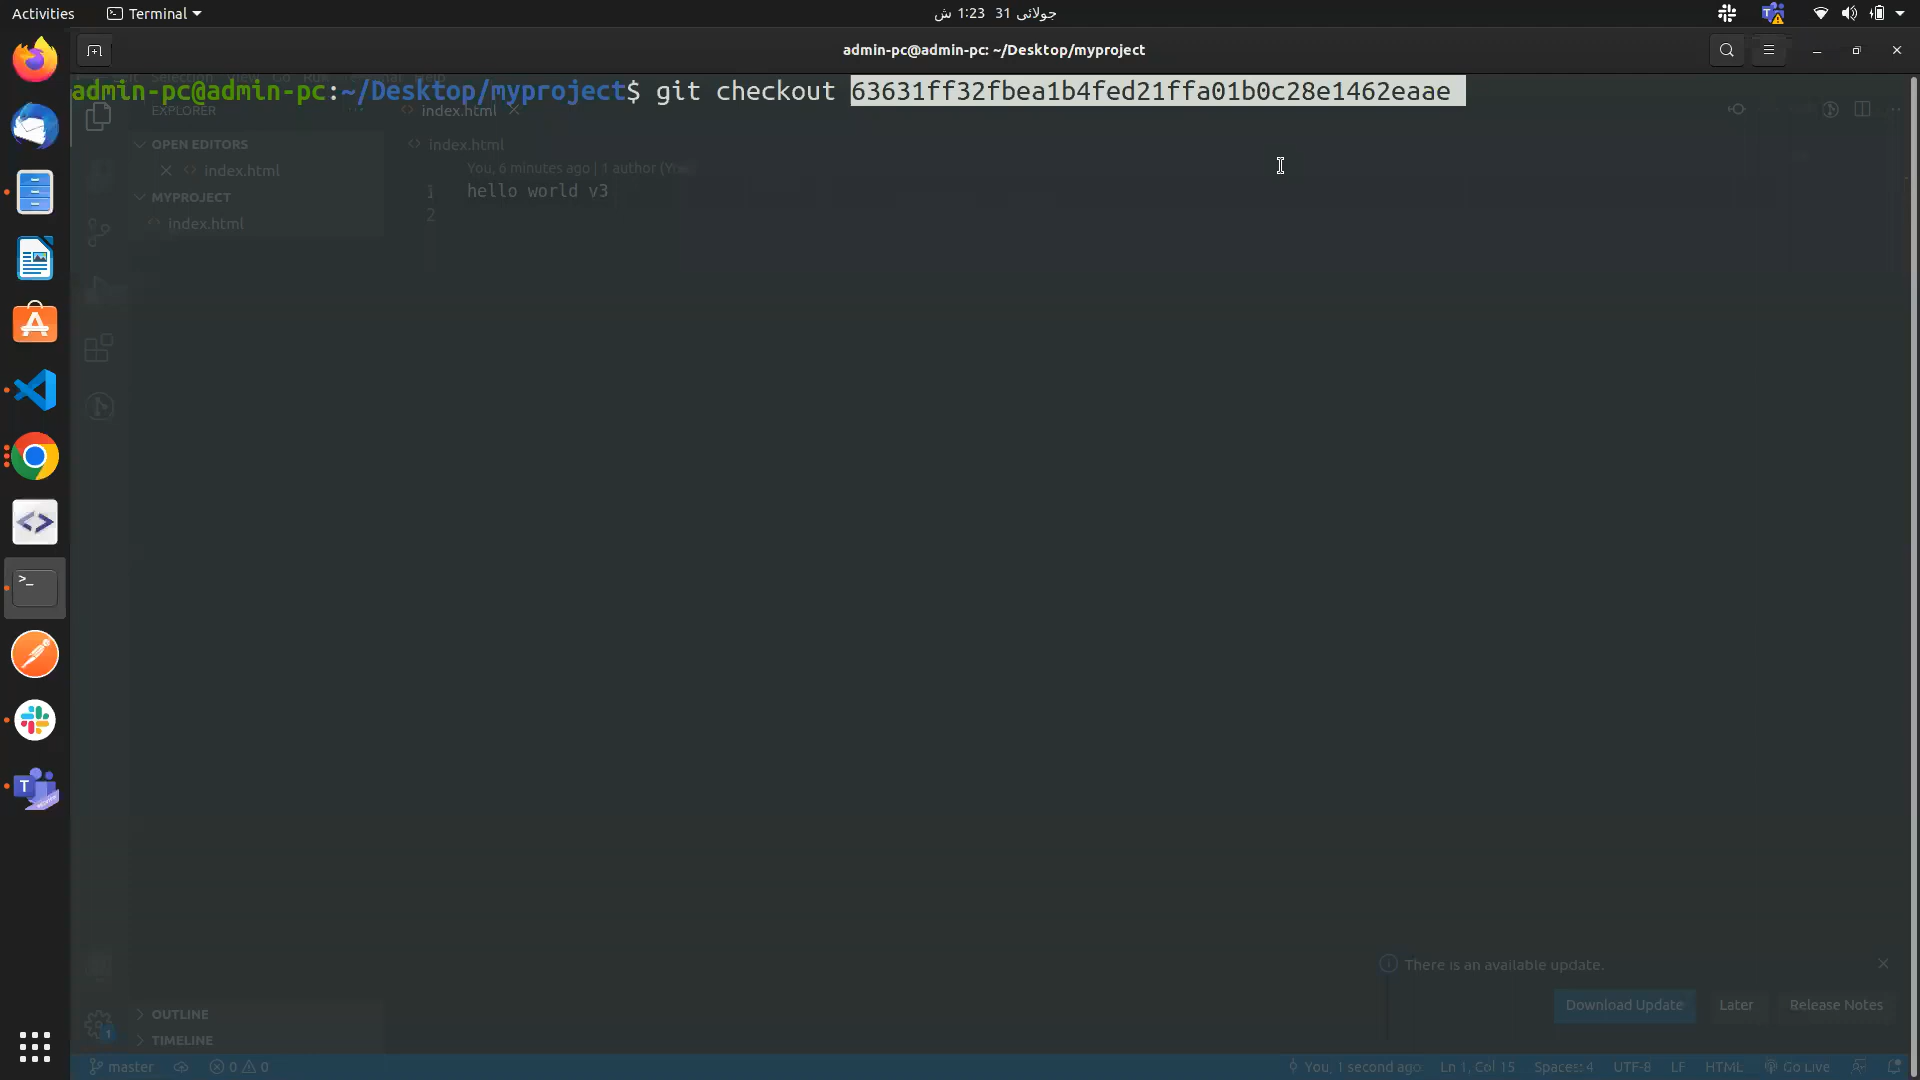 Activities
Terminal
31 جولائی 1:23 ش
admin-pc@admin-pc: ~/Desktop/myproject
admin-pc@admin-pc:~/Desktop/myproject$ git checkout 63631ff32fbea1b4fed21ffa01b0c28e1462eaae
EXPLORER
index.html
OPEN EDITORS
index.html
index.html
You, 6 minutes ago | 1 author (You)
MYPROJECT
1 hello world v3
index.html
2
There is an available update.
Download Update
Later
Release Notes
OUTLINE
TIMELINE
master
0 0
You, 1 second ago
Ln 1, Col 15
Spaces: 4
UTF-8
LF
HTML
Go Live